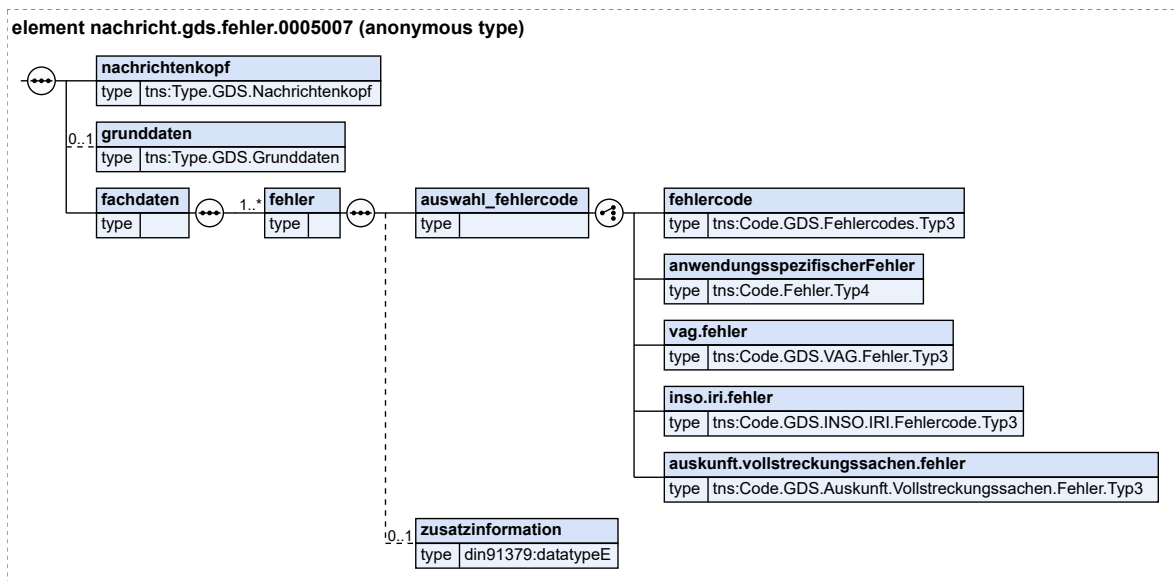 element nachricht.gds.fehler.0005007 (anonymous type)
nachrichtenkopf
type tns:Type.GDS.Nachrichtenkopf
0..1
grunddaten
type tns:Type.GDS.Grunddaten
fachdaten
type
1..*
fehler
type
auswahl_fehlercode
type
fehlercode
type tns:Code.GDS.Fehlercodes.Typ3
anwendungsspezifischerFehler
type tns:Code.Fehler.Typ4
vag.fehler
type tns:Code.GDS.VAG.Fehler.Typ3
inso.iri.fehler
type tns:Code.GDS.INSO.IRI.Fehlercode.Typ3
auskunft.vollstreckungssachen.fehler
type tns:Code.GDS.Auskunft.Vollstreckungssachen.Fehler.Typ3
0..1
zusatzinformation
type din91379:datatypeE